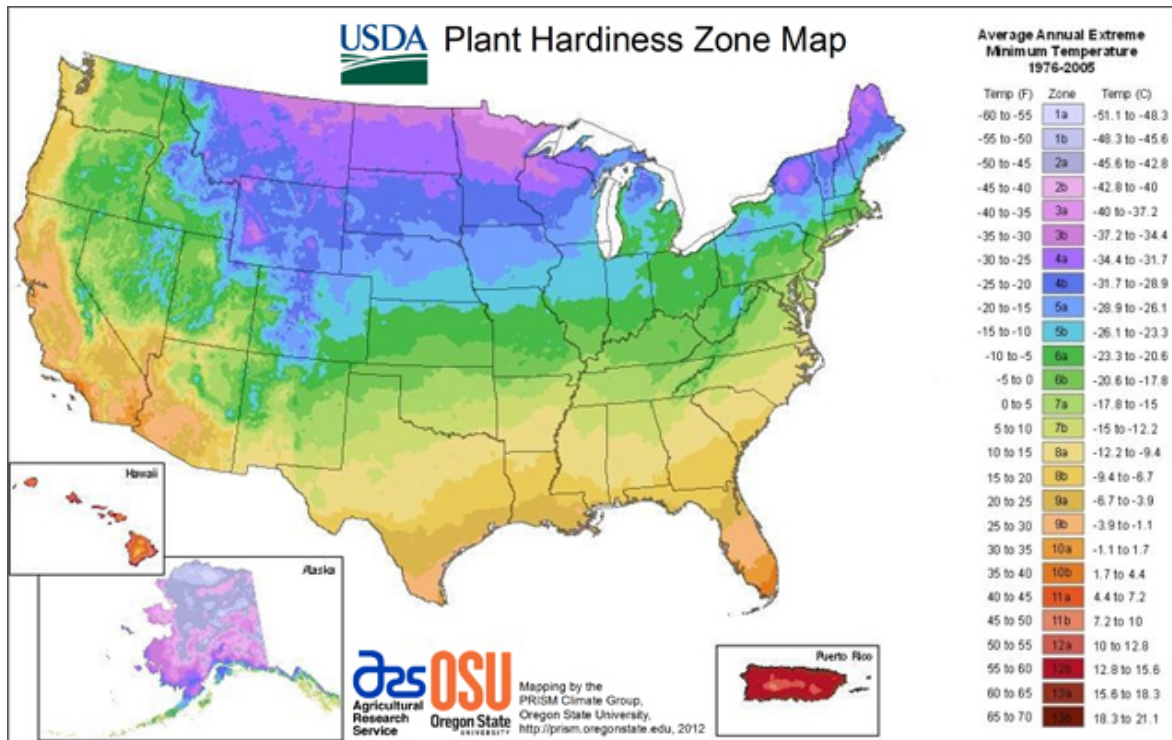 USDA Plant Hardiness Zone Map
Average Annual Extreme
Minimum Temperature
1976-2005
Temp (F) Zone Temp (C)
-60 to -55 1a -51.1 to -48.3
-55 to -50 1b -48.3 to -45.6
-50 to -45 2a -45.6 to -42.8
-45 to -40 2b -42.8 to -40
-40 to -35 3a -40 to -37.2
-35 to -30 3b -37.2 to -34.4
-30 to -25 4a -34.4 to -31.7
-25 to -20 4b -31.7 to -28.9
-20 to -15 5a -28.9 to -26.1
-15 to -10 5b -26.1 to -23.3
-10 to -5 6a -23.3 to -20.6
-5 to 0 6b -20.6 to -17.8
0 to 5 7a -17.8 to -15
5 to 10 7b -15 to -12.2
10 to 15 8a -12.2 to -9.4
15 to 20 8b -9.4 to -6.7
20 to 25 9a -6.7 to -3.9
25 to 30 9b -3.9 to -1.1
30 to 35 10a -1.1 to 1.7
35 to 40 10b 1.7 to 4.4
40 to 45 11a 4.4 to 7.2
45 to 50 11b 7.2 to 10
50 to 55 12a 10 to 12.8
55 to 60 12b 12.8 to 15.6
60 to 65 13a 15.6 to 18.3
65 to 70 13b 18.3 to 21.1
Hawaii
Alaska
ars
Agricultural
Research
Service
OSU
Oregon State
UNIVERSITY
Mapping by the
PRISM Climate Group,
Oregon State University,
http://prism.oregonstate.edu, 2012
Puerto Rico